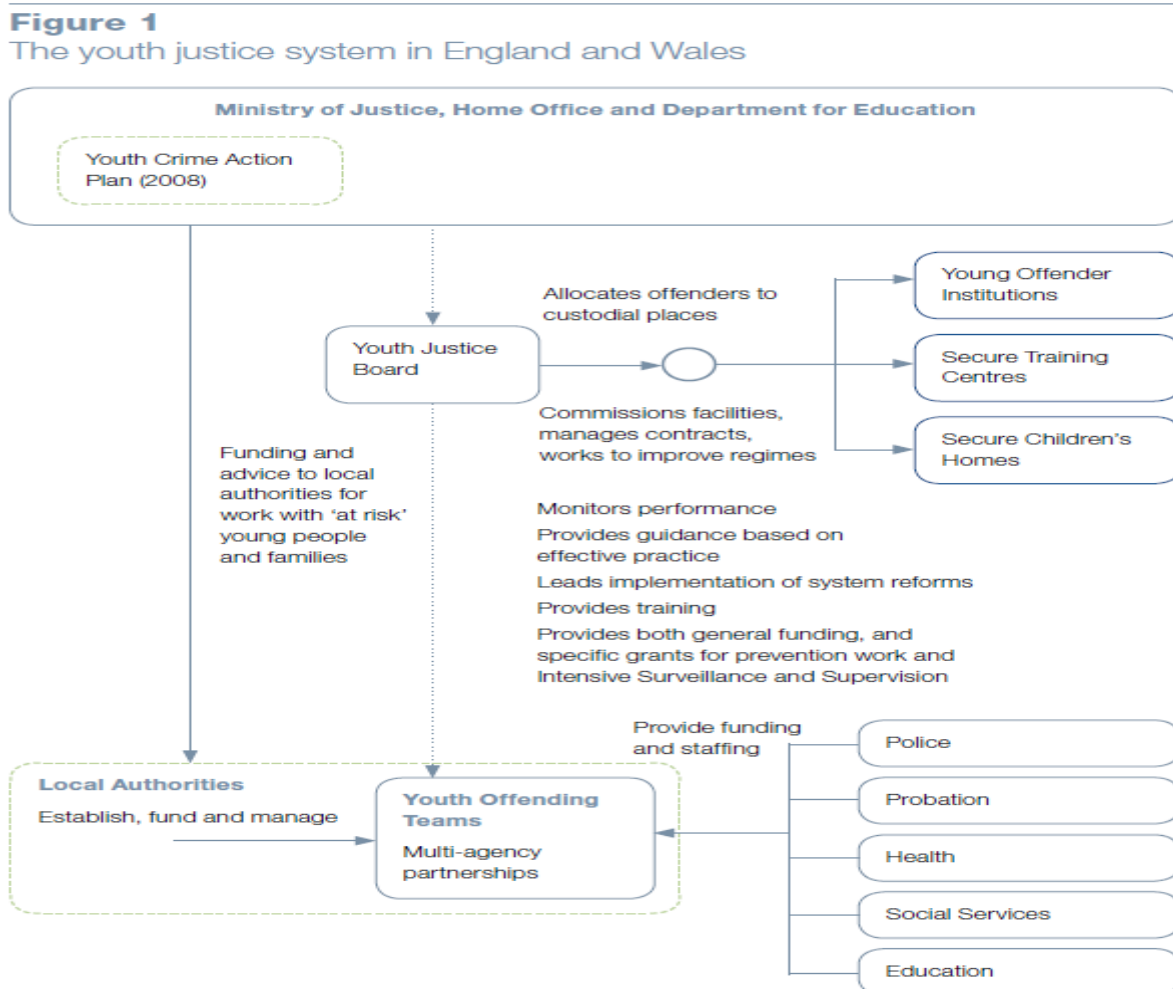 Figure 1
The youth justice system in England and Wales
Ministry of Justice, Home Office and Department for Education
Youth Crime Action
Plan (2008)
Allocates offenders to
custodial places
Young Offender
Institutions
Youth Justice
Board
Secure Training
Centres
Commissions facilities,
manages contracts,
works to improve regimes
Secure Children's
Homes
Funding and
advice to local
authorities for
work with ‘at risk’
young people
and families
Monitors performance
Provides guidance based on
effective practice
Leads implementation of system reforms
Provides training
Provides both general funding, and
specific grants for prevention work and
Intensive Surveillance and Supervision
Provide funding
and staffing
Police
Probation
Health
Social Services
Education
Local Authorities
Establish, fund and manage
Youth Offending
Teams
Multi-agency
partnerships